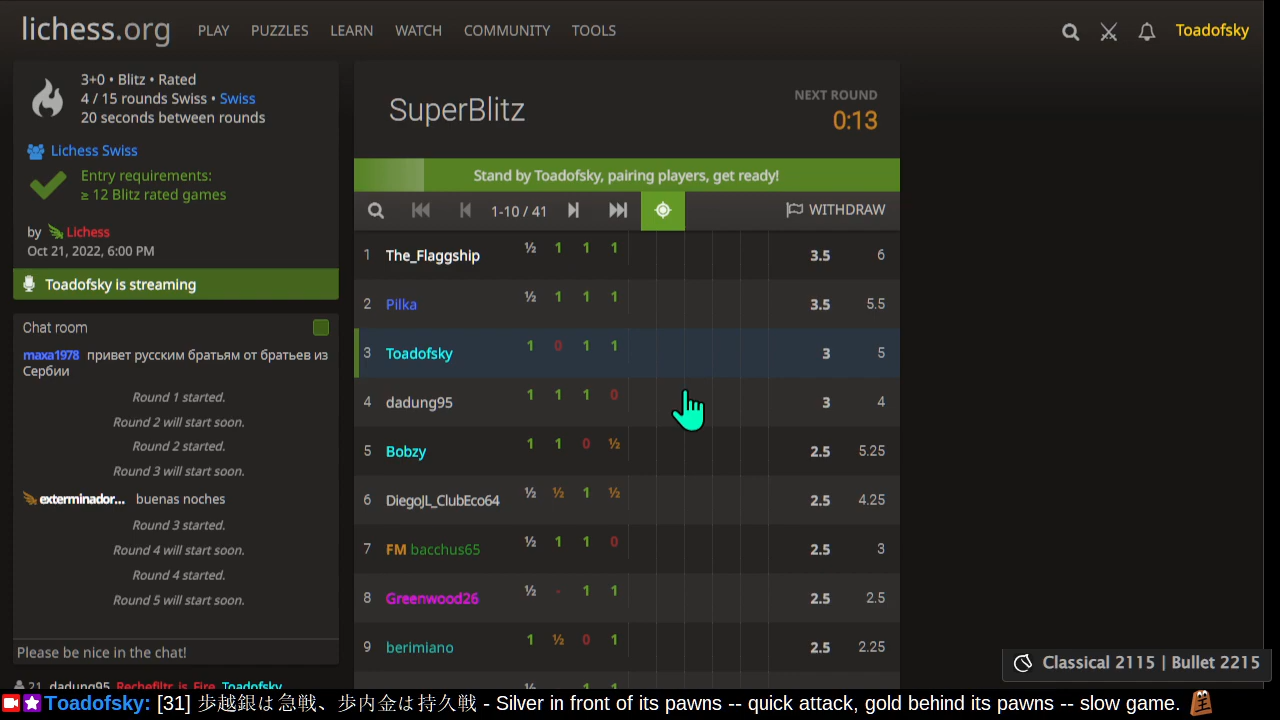 lichess.org PLAY PUZZLES LEARN WATCH COMMUNITY TOOLS Toadofsky
3+0 • Blitz • Rated
4 / 15 rounds Swiss • Swiss
20 seconds between rounds
Lichess Swiss
Entry requirements:
≥ 12 Blitz rated games
by Lichess
Oct 21, 2022, 6:00 PM
Toadofsky is streaming
Chat room
maxa1978 привет русским братьям от братьев из
Сербии
Round 1 started.
Round 2 will start soon.
Round 2 started.
Round 3 will start soon.
exterminador... buenas noches
Round 3 started.
Round 4 will start soon.
Round 4 started.
Round 5 will start soon.
Please be nice in the chat!
21 dadung95, Rechefiltr_is_Fire, Toadofsky
SuperBlitz
NEXT ROUND
0:13
Stand by Toadofsky, pairing players, get ready!
1-10 / 41 WITHDRAW
1 The_Flaggship ½ 1 1 1 3.5 6
2 Pilka ½ 1 1 1 3.5 5.5
3 Toadofsky 1 0 1 1 3 5
4 dadung95 1 1 1 0 3 4
5 Bobzy 1 1 0 ½ 2.5 5.25
6 DiegoJL_ClubEco64 ½ ½ 1 ½ 2.5 4.25
7 FM bacchus65 ½ 1 1 0 2.5 3
8 Greenwood26 ½ - 1 1 2.5 2.5
9 berimiano 1 ½ 0 1 2.5 2.25
Classical 2115 | Bullet 2215
Toadofsky: [31] 歩越銀は急戦、歩内金は持久戦 - Silver in front of its pawns -- quick attack, gold behind its pawns -- slow game.